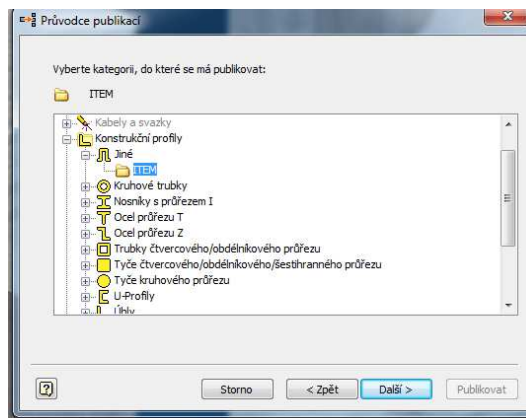 Průvodce publikací
Vyberte kategorii, do které se má publikovat:
ITEM
Kabely a svazky
Konstrukční profily
Jiné
ITEM
Kruhové trubky
Nosníky s průřezem I
Ocel průřezu T
Ocel průřezu Z
Trubky čtvercového/obdélníkového průřezu
Tyče čtvercového/obdélníkového/šestihranného průřezu
Tyče kruhového průřezu
U-Profily
Úhly
Storno < Zpět Další > Publikovat